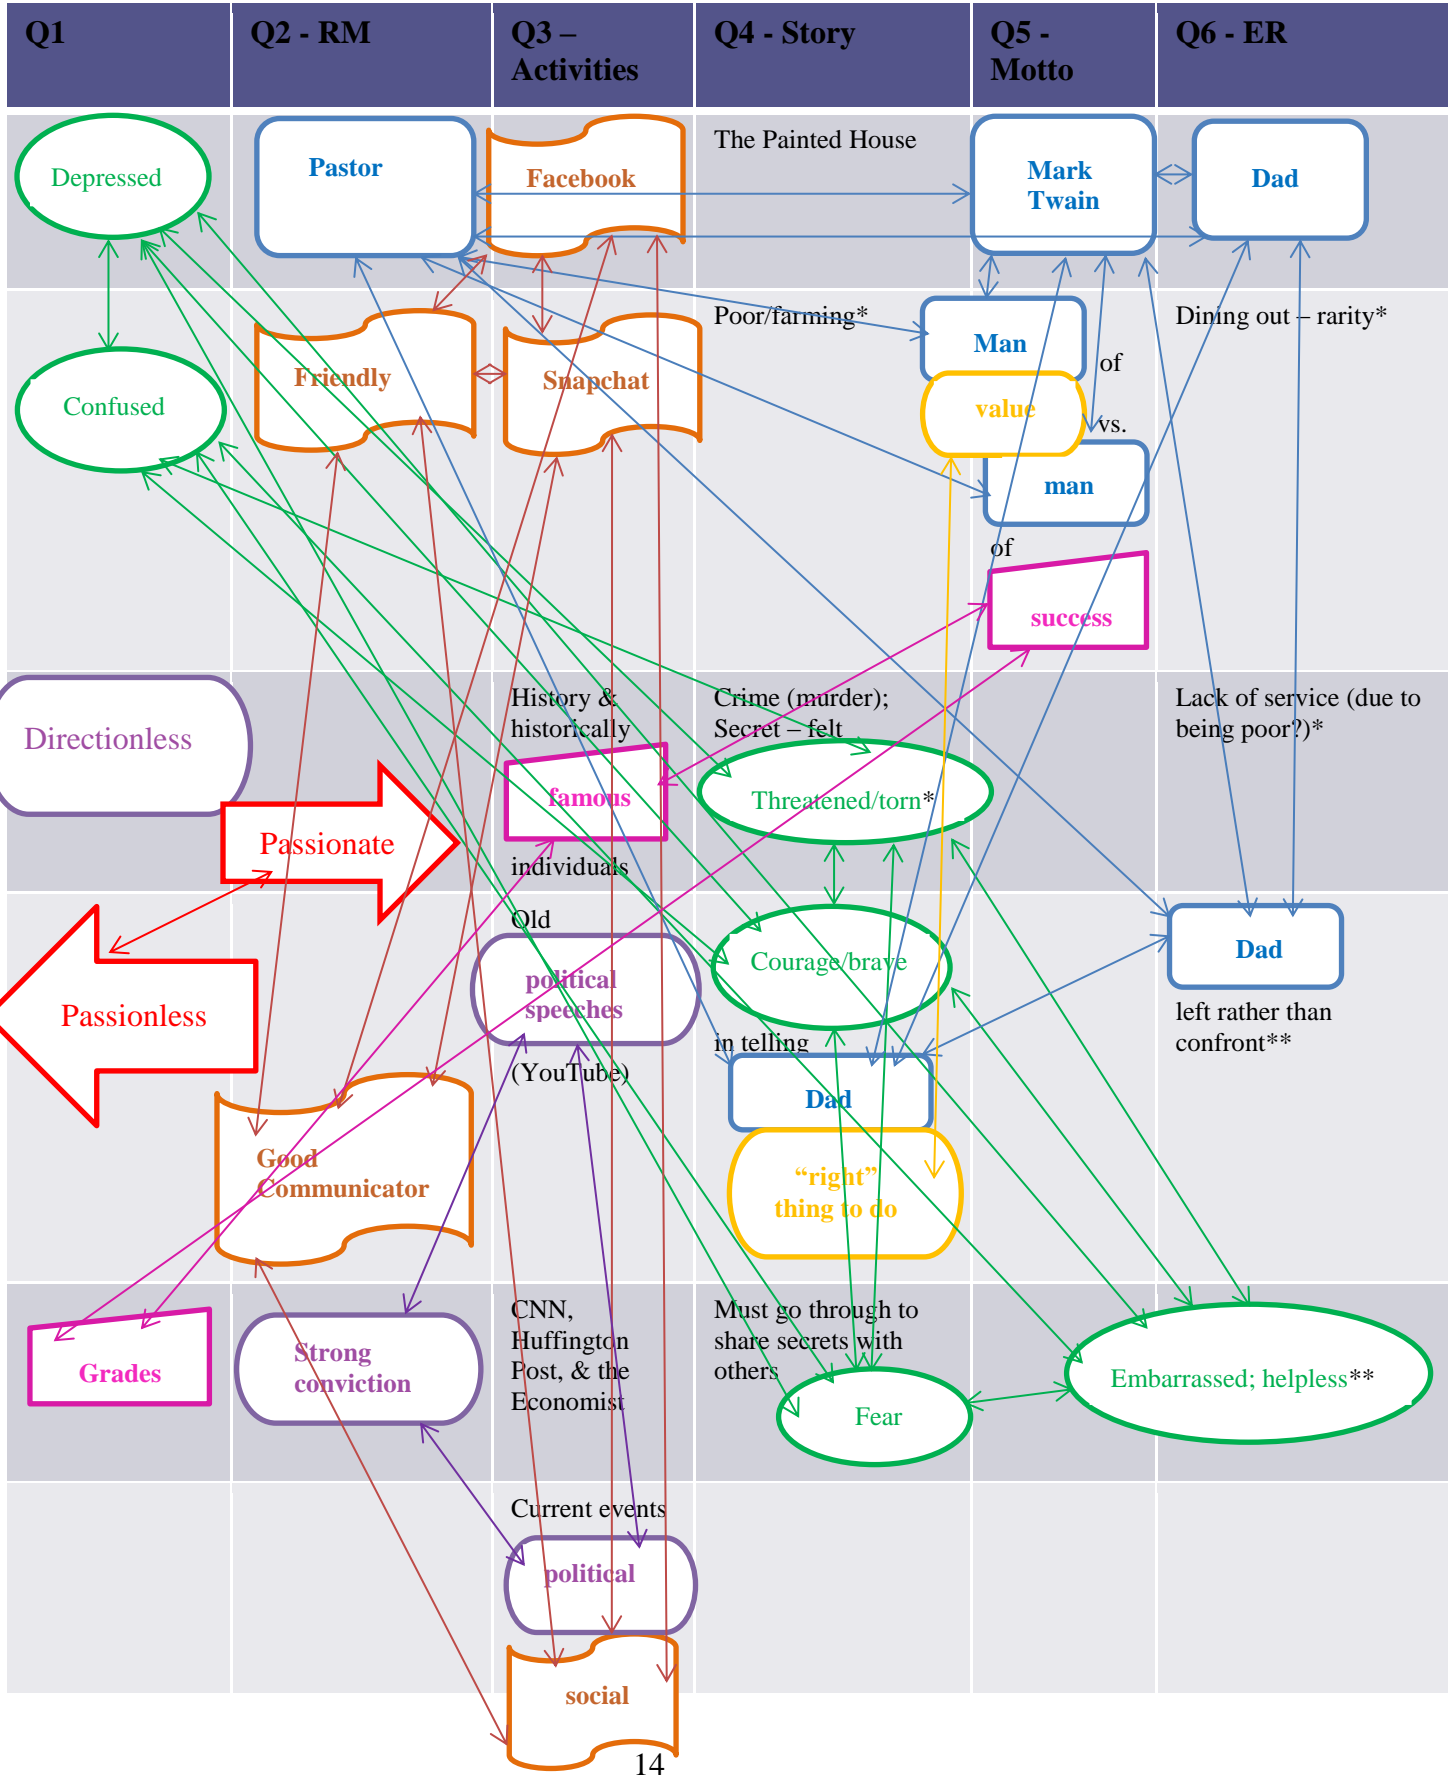 Q1
Q2 - RM
Q3 –
Activities
Q4 - Story
Q5 -
Motto
Q6 - ER
Depressed
Pastor
Facebook
The Painted House
Mark
Twain
Dad
Confused
Friendly
Snapchat
Poor/farming*
Man
of
value
vs.
man
of
success
Dining out – rarity*
Directionless
Passionate
History &
historically
famous
individuals
Crime (murder);
Secret – felt
Threatened/torn*
Lack of service (due to
being poor?)*
Passionless
Good
Communicator
Old
political
speeches
(YouTube)
Courage/brave
in telling
Dad
“right”
thing to do
Dad
left rather than
confront**
Grades
Strong
conviction
CNN,
Huffington
Post, & the
Economist
Must go through to
share secrets with
others
Fear
Embarrassed; helpless**
Current events
political
social
14